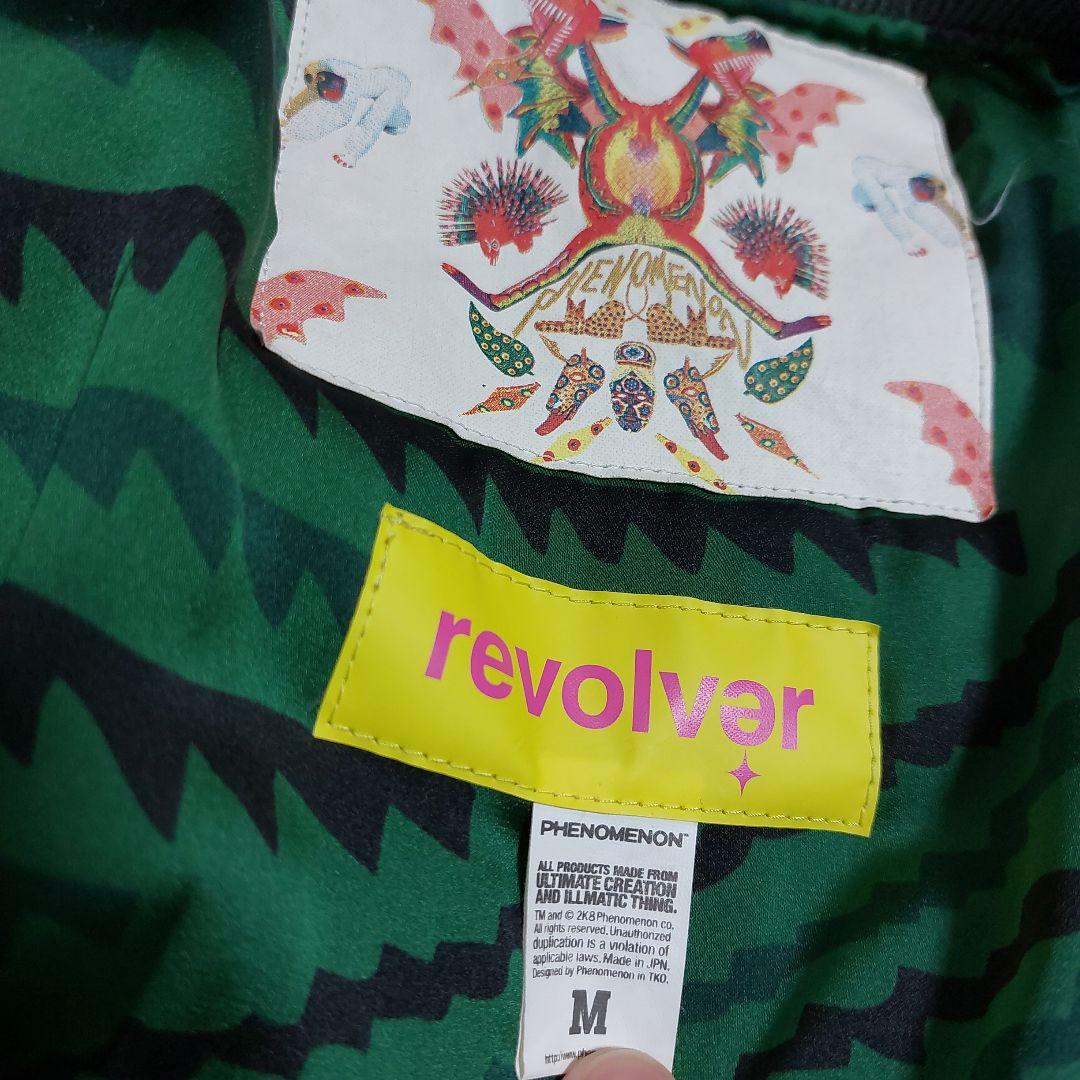 PHENOMENON
revolvər
PHENOMENON™
ALL PRODUCTS MADE FROM
ULTIMATE CREATION
AND ILLMATIC THING.
TM and © 2K8 Phenomenon co.
All rights reserved. Unauthorized
duplication is a violation of
applicable laws. Made in JPN.
Designed by Phenomenon in TKO.
M